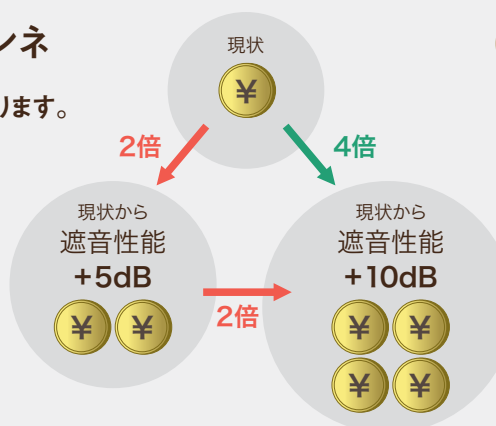 ンネ
ります。
現状
¥
2倍
4倍
現状から
遮音性能
+5dB
¥ ¥
2倍
現状から
遮音性能
+10dB
¥ ¥
¥ ¥